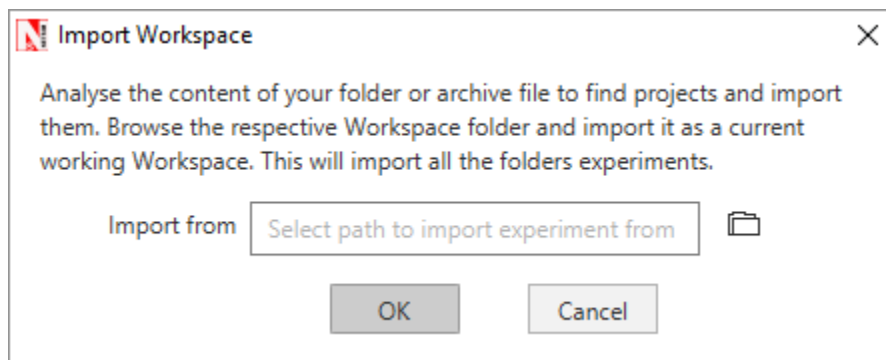 Import Workspace
Analyse the content of your folder or archive file to find projects and import
them. Browse the respective Workspace folder and import it as a current
working Workspace. This will import all the folders experiments.
Import from Select path to import experiment from
OK Cancel